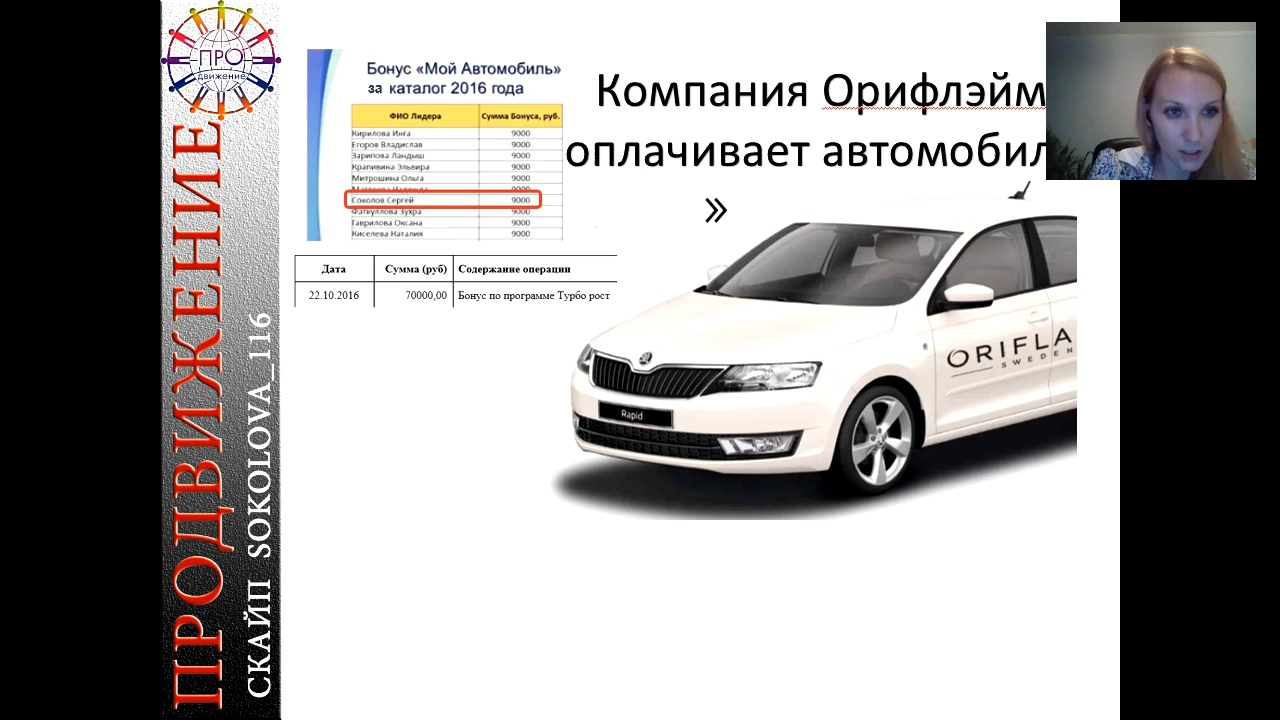 ПРО
движение
ПРОДВИЖЕНИЕ
СКАЙП SOKOLOVA_116
Бонус «Мой Автомобиль»
за каталог 2016 года
ФИО Лидера Сумма Бонуса, руб.
Кирилова Инга 9000
Егоров Владислав 9000
Зарипова Ландыш 9000
Крапивина Эльвира 9000
Митрошина Ольга 9000
9000
Соколов Сергей 9000
Фаткуллова Зухра 9000
Гаврилова Оксана 9000
Киселева Наталия 9000
Дата Сумма (руб) Содержание операции
22.10.2016 70000,00 Бонус по программе Турбо рост
Компания Орифлэйм
оплачивает автомобил
»
ORIFLA
SWEDEN
Rapid